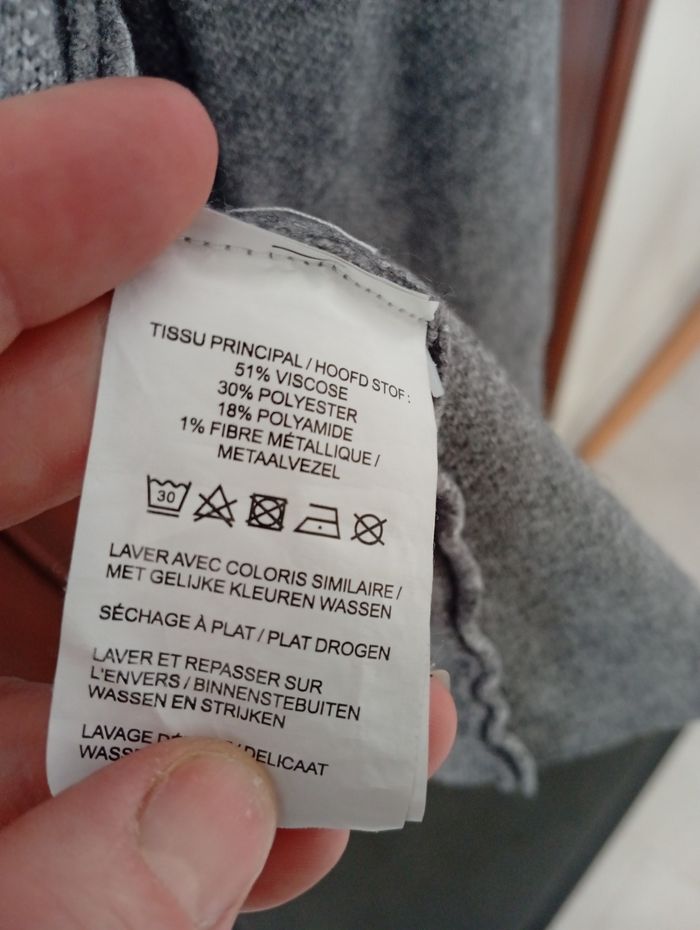 TISSU PRINCIPAL / HOOFD STOF :
51% VISCOSE
30% POLYESTER
18% POLYAMIDE
1% FIBRE MÉTALLIQUE /
METAALVEZEL
30
LAVER AVEC COLORIS SIMILAIRE /
MET GELIJKE KLEUREN WASSEN
SÉCHAGE À PLAT / PLAT DROGEN
LAVER ET REPASSER SUR
L'ENVERS / BINNENSTEBUITEN
WASSEN EN STRIJKEN
LAVAGE / DELICAAT